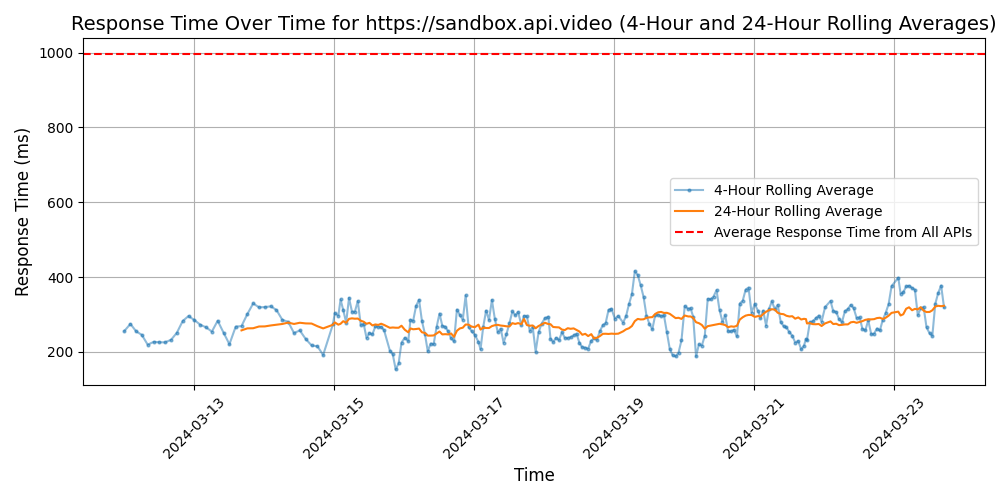 Response Time Over Time for https://sandbox.api.video (4-Hour and 24-Hour Rolling Averages)
1000
800
600
400
200
Response Time (ms)
4-Hour Rolling Average
24-Hour Rolling Average
Average Response Time from All APIs
2024-03-13
2024-03-15
2024-03-17
2024-03-19
2024-03-21
2024-03-23
Time